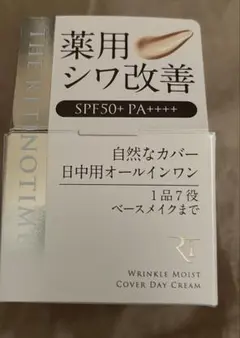 薬用
シワ改善
SPF50+ PA++++
自然なカバー
日中用オールインワン
1品7役
ベースメイクまで
RT
WRINKLE MOIST
COVER DAY CREAM
THE RETINOTIME